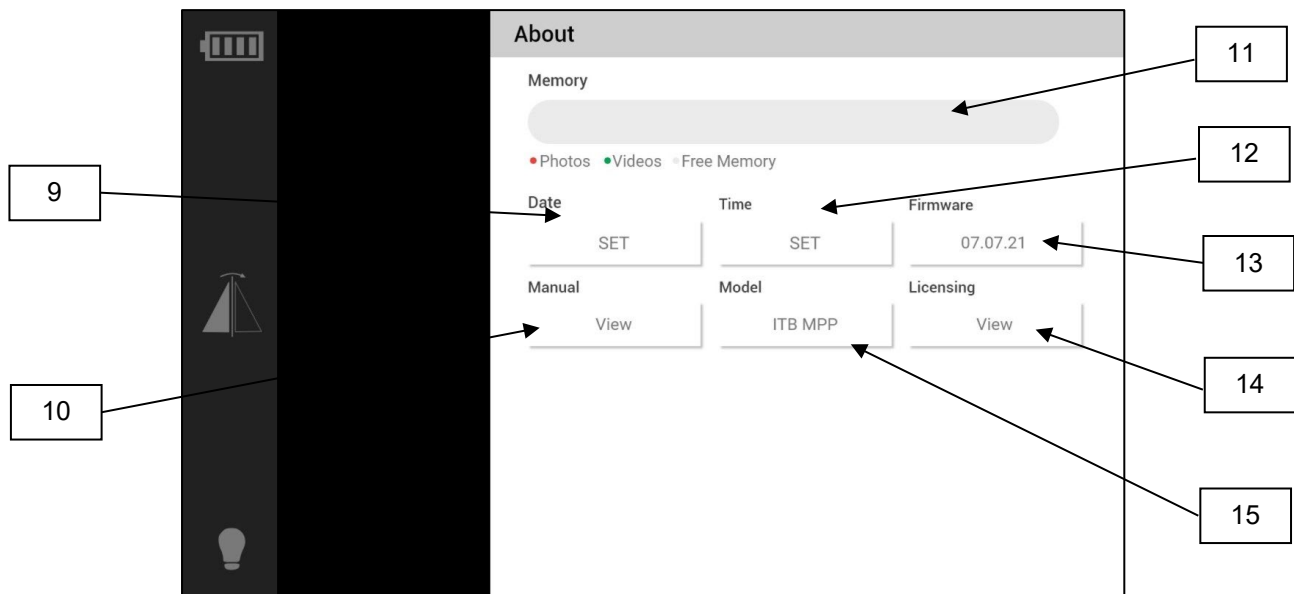 About
11
Memory
12
•Photos •Videos •Free Memory
9
Date Time Firmware
SET SET 07.07.21
13
Manual Model Licensing
View ITB MPP View
14
10
15